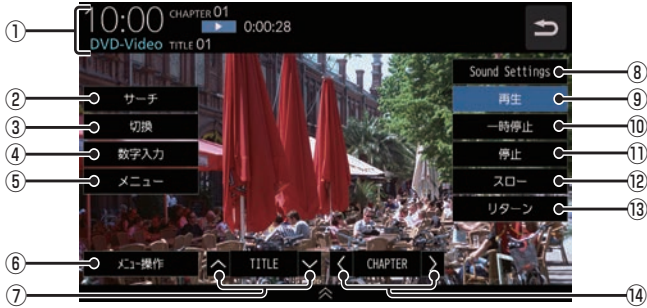 ① 10:00 CHAPTER 01
0:00:28
DVD-Video TITLE 01
Sound Settings ⑧
② サーチ
再生 ⑨
③ 切換
一時停止 ⑩
④ 数字入力
停止 ⑪
⑤ メニュー
スロー ⑫
リターン ⑬
⑥ メニュー操作
TITLE
CHAPTER
⑦
⑭